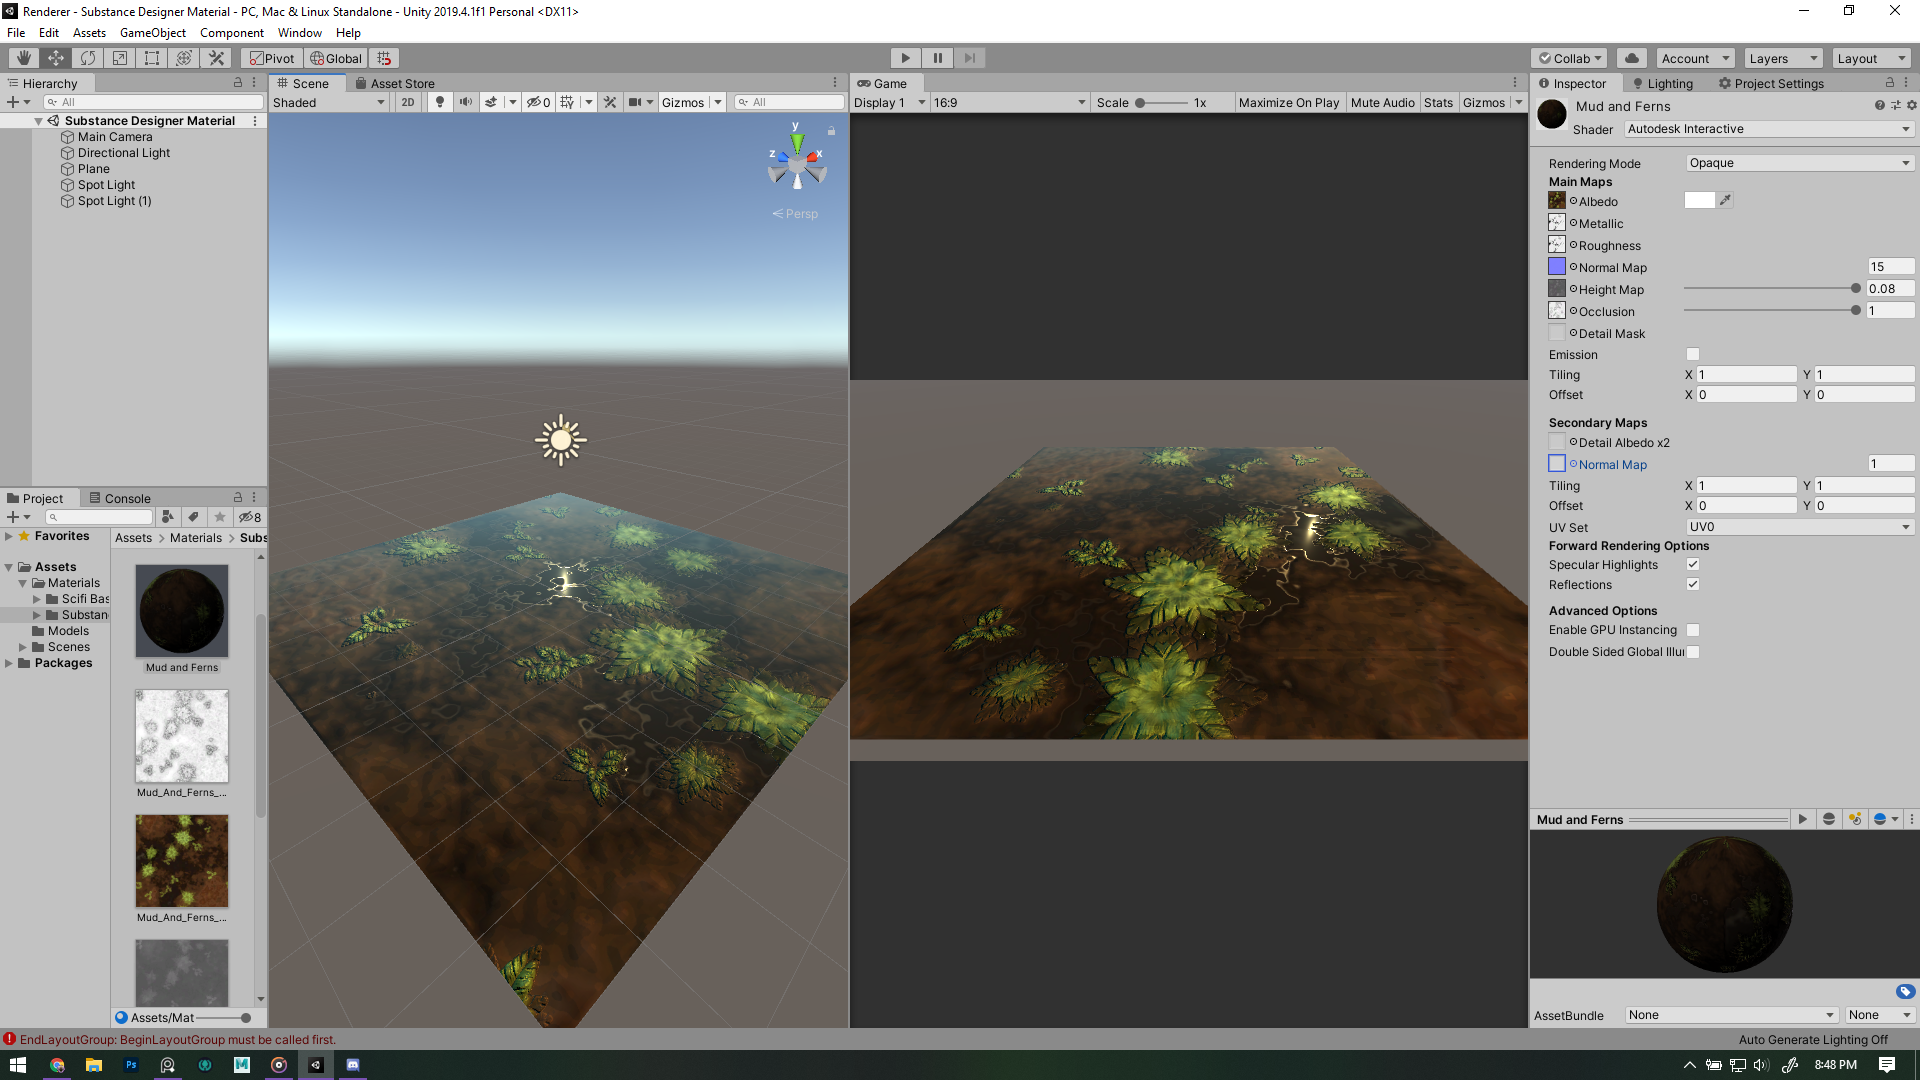 Renderer - Substance Designer Material - PC, Mac & Linux Standalone - Unity 2019.4.1f1 Personal <DX11>
File Edit Assets GameObject Component Window Help
Pivot Global Collab Account Layers Layout
Hierarchy
All
Substance Designer Material
Main Camera
Directional Light
Plane
Spot Light
Spot Light (1)
Scene Asset Store
Shaded 2D 0 Gizmos All
y
z x
Persp
Game
Display 1 16:9 Scale 1x Maximize On Play Mute Audio Stats Gizmos
Inspector Lighting Project Settings
Mud and Ferns
Shader Autodesk Interactive
Rendering Mode Opaque
Main Maps
Albedo
Metallic
Roughness
Normal Map 15
Height Map 0.08
Occlusion 1
Detail Mask
Emission
Tiling X 1 Y 1
Offset X 0 Y 0
Secondary Maps
Detail Albedo x2
Normal Map 1
Tiling X 1 Y 1
Offset X 0 Y 0
UV Set UV0
Forward Rendering Options
Specular Highlights
Reflections
Advanced Options
Enable GPU Instancing
Double Sided Global Illur
Mud and Ferns
AssetBundle None None
Project Console
8
Favorites
Assets
Materials
Scifi Bas
Substan
Models
Scenes
Packages
Assets > Materials > Subs
Mud and Ferns
Mud_And_Ferns_...
Mud_And_Ferns_...
Assets/Mat
EndLayoutGroup: BeginLayoutGroup must be called first.
Auto Generate Lighting Off
Ps
M
8:48 PM